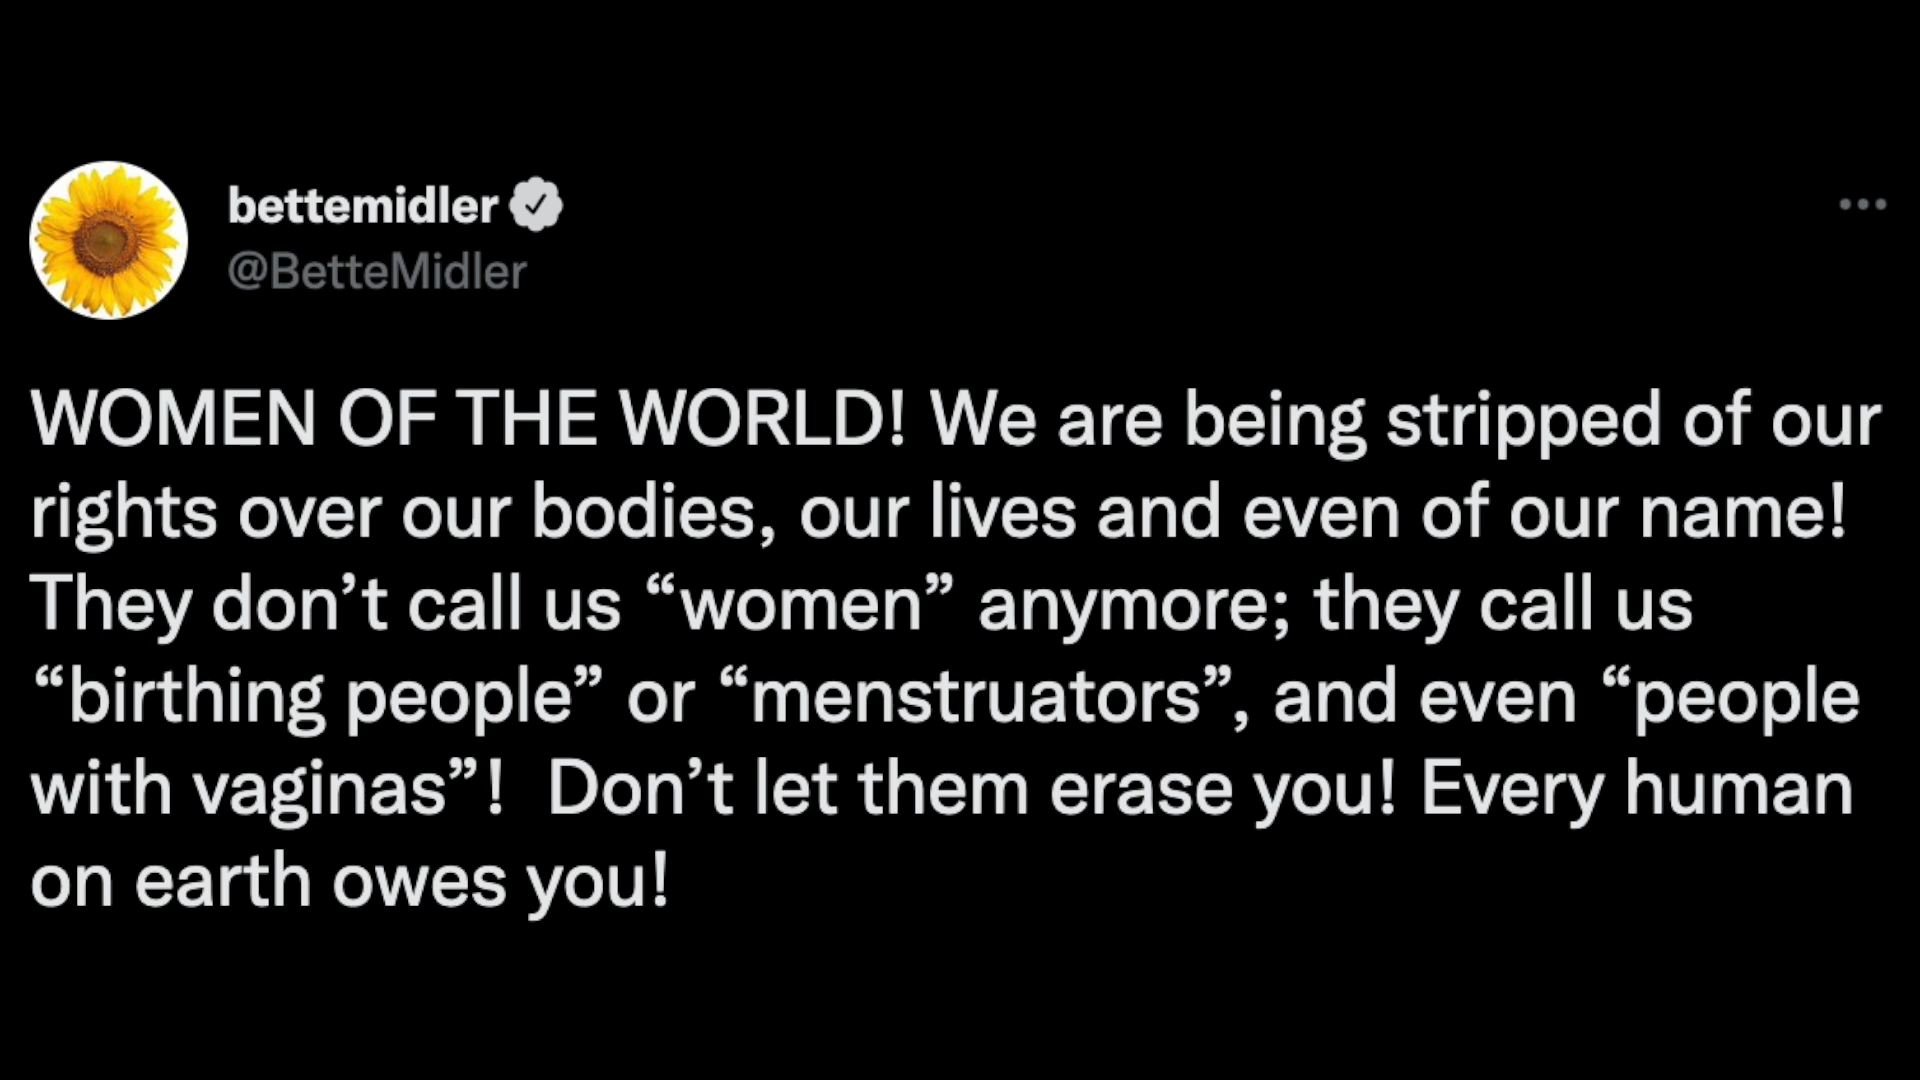 bettemidler
@BetteMidler
WOMEN OF THE WORLD! We are being stripped of our
rights over our bodies, our lives and even of our name!
They don’t call us “women” anymore; they call us
“birthing people” or “menstruators”, and even “people
with vaginas”!  Don’t let them erase you! Every human
on earth owes you!